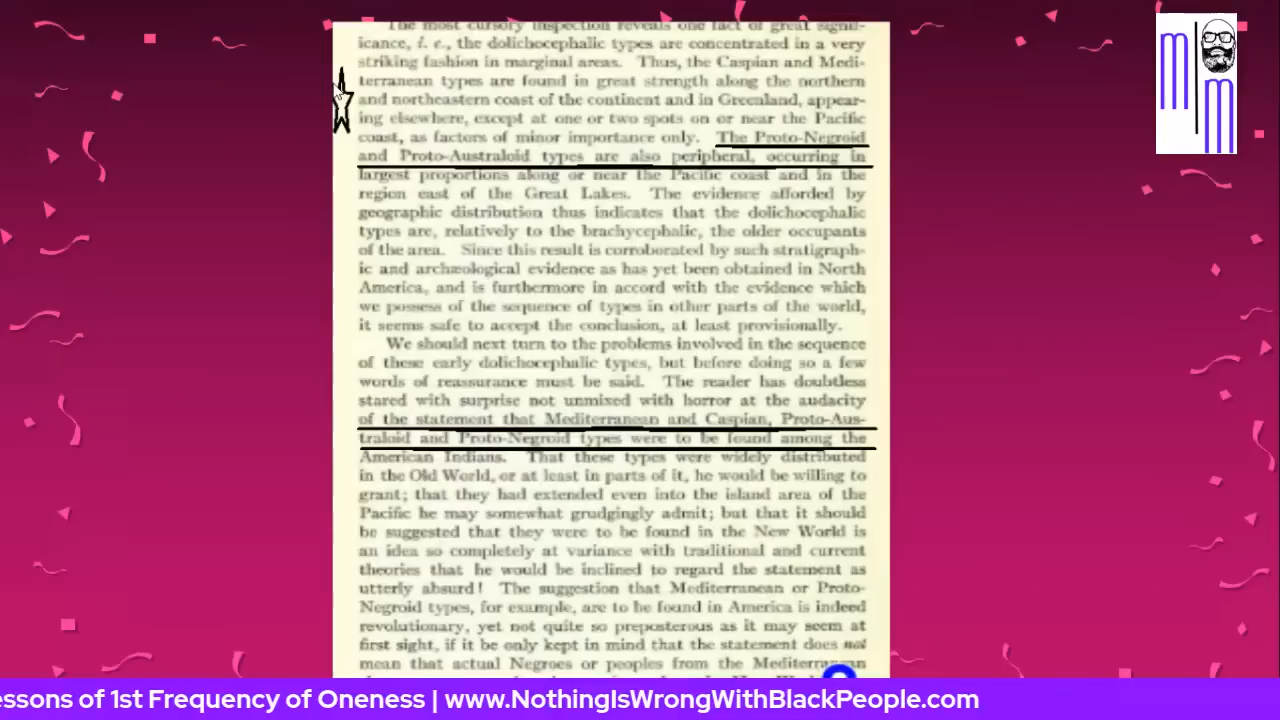 The most cursory inspection reveals one fact of great signif-
icance, i. e., the dolichocephalic types are concentrated in a very
striking fashion in marginal areas. Thus, the Caspian and Medi-
terranean types are found in great strength along the northern
and northeastern coast of the continent and in Greenland, appear-
ing elsewhere, except at one or two spots on or near the Pacific
coast, as factors of minor importance only. The Proto-Negroid
and Proto-Australoid types are also peripheral, occurring in
largest proportions along or near the Pacific coast and in the
region east of the Great Lakes. The evidence afforded by
geographic distribution thus indicates that the dolichocephalic
types are, relatively to the brachycephalic, the older occupants
of the area. Since this result is corroborated by such stratigraph-
ic and archæological evidence as has yet been obtained in North
America, and is furthermore in accord with the evidence which
we possess of the sequence of types in other parts of the world,
it seems safe to accept the conclusion, at least provisionally.
We should next turn to the problems involved in the sequence
of these early dolichocephalic types, but before doing so a few
words of reassurance must be said. The reader has doubtless
stared with surprise not unmixed with horror at the audacity
of the statement that Mediterranean and Caspian, Proto-Aus-
traloid and Proto-Negroid types were to be found among the
American Indians. That these types were widely distributed
in the Old World, or at least in parts of it, he would be willing to
grant; that they had extended even into the island area of the
Pacific he may somewhat grudgingly admit; but that it should
be suggested that they were to be found in the New World is
an idea so completely at variance with traditional and current
theories that he would be inclined to regard the statement as
utterly absurd! The suggestion that Mediterranean or Proto-
Negroid types, for example, are to be found in America is indeed
revolutionary, yet not quite so preposterous as it may seem at
first sight, if it be only kept in mind that the statement does not
mean that actual Negroes or peoples from the Mediterranean
m m
essons of 1st Frequency of Oneness | www.NothingIsWrongWithBlackPeople.com